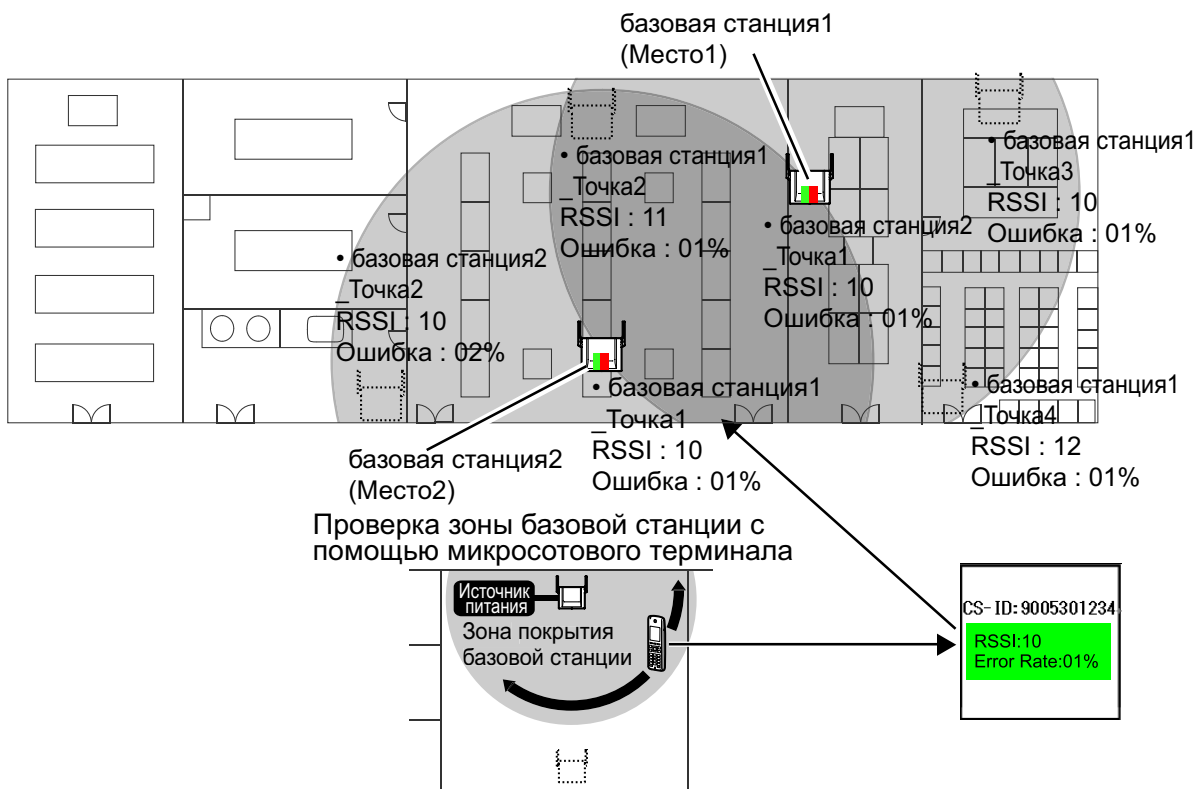 базовая станция1
(Место1)
• базовая станция1
_Точка3
RSSI : 10
Ошибка : 01%
• базовая станция1
_Точка2
RSSI : 11
Ошибка : 01%
• базовая станция2
_Точка1
RSSI : 10
Ошибка : 01%
• базовая станция2
_Точка2
RSSI : 10
Ошибка : 02%
• базовая станция1
_Точка1
RSSI : 10
Ошибка : 01%
• базовая станция1
_Точка4
RSSI : 12
Ошибка : 01%
базовая станция2
(Место2)
Проверка зоны базовой станции с
помощью микросотового терминала
Источник
питания
Зона покрытия
базовой станции
CS-ID:9005301234
RSSI:10
Error Rate:01%